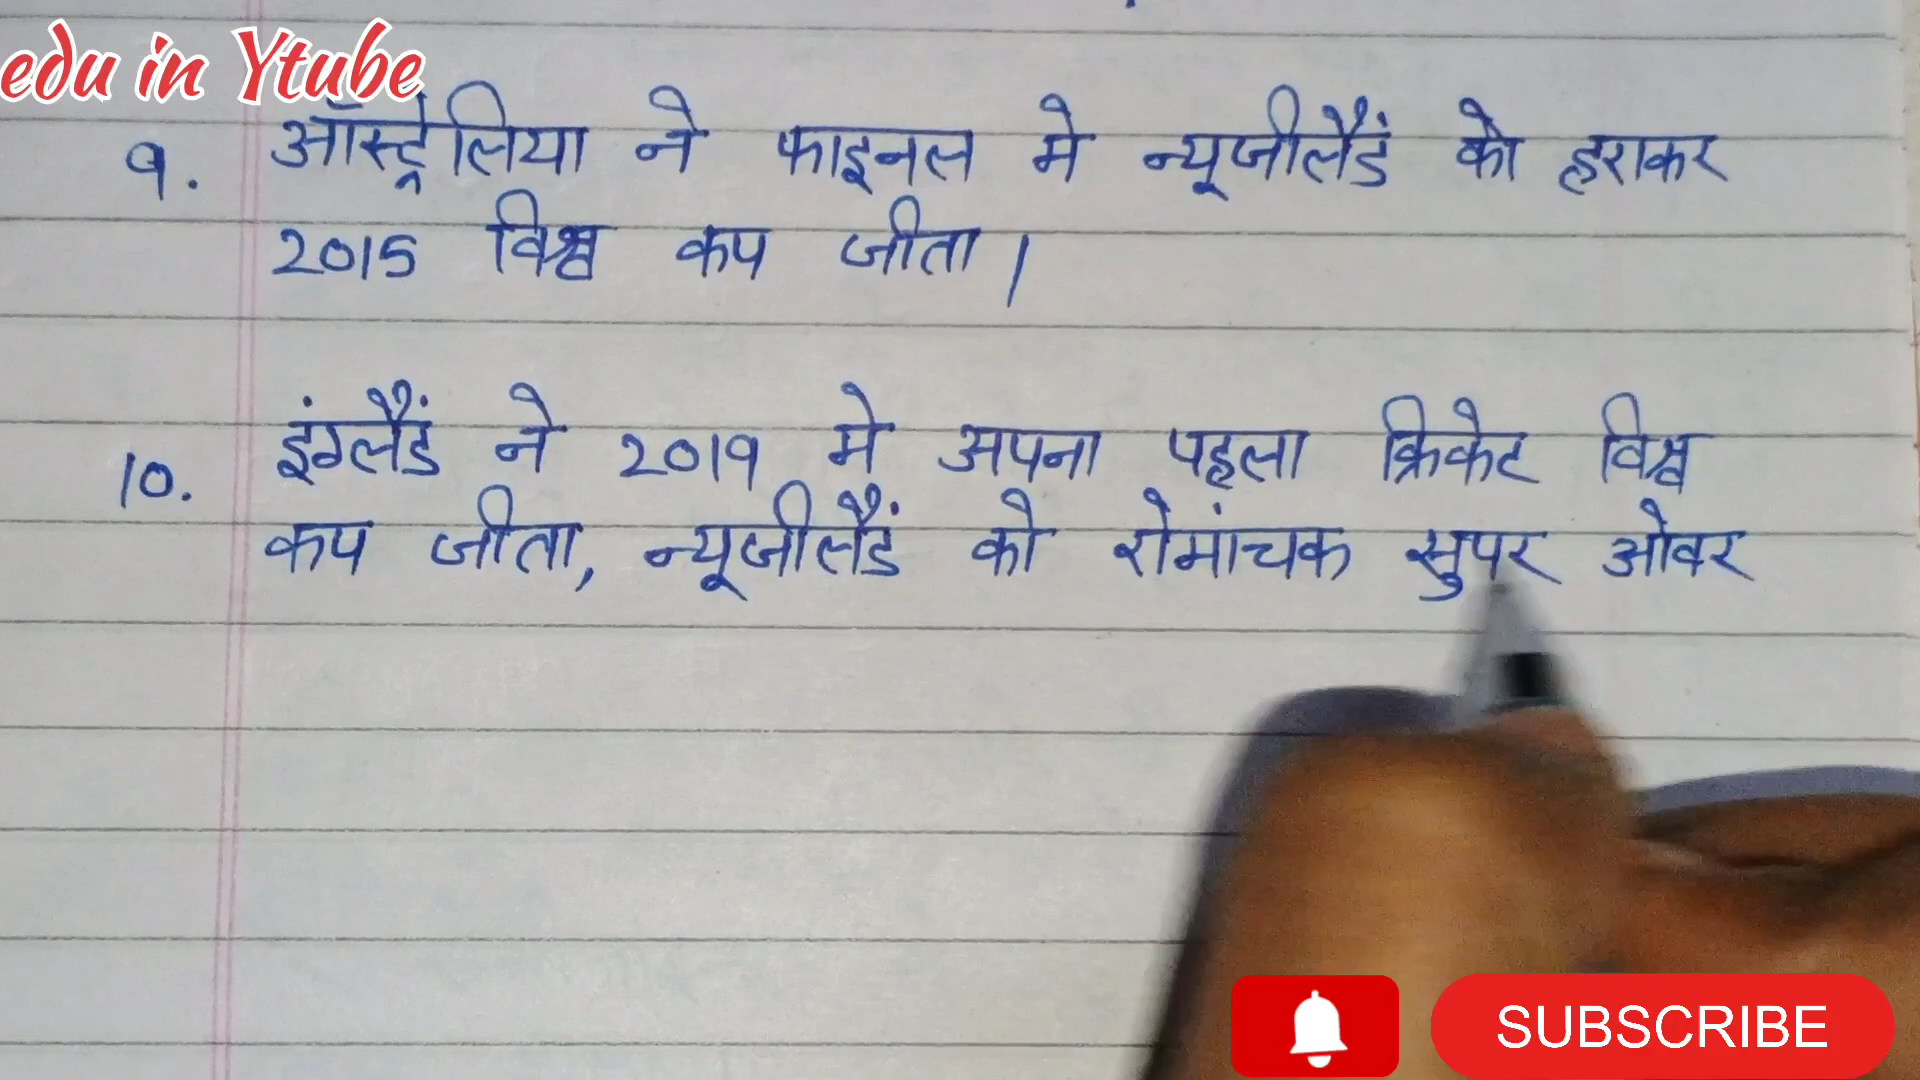 edu in Ytube
9. ऑस्ट्रेलिया ने फाइनल मे न्यूजीलैंड को हराकर
2015 विश्व कप जीता।
10. इंग्लैंड ने 2019 मे अपना पहला क्रिकेट विश्व
कप जीता, न्यूजीलैंड को रोमांचक सुपर ओवर
SUBSCRIBE